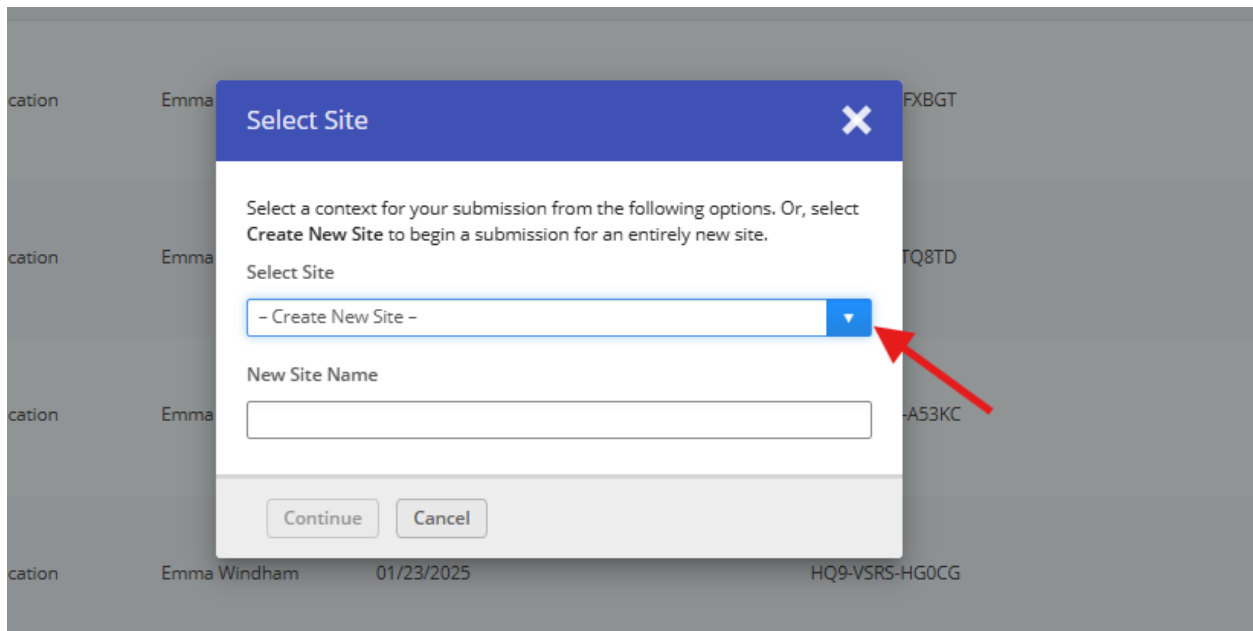 cation Emma FXBGT
Select Site
Select a context for your submission from the following options. Or, select
Create New Site to begin a submission for an entirely new site.
cation Emma TQ8TD
Select Site
– Create New Site –
New Site Name
cation Emma -A53KC
Continue Cancel
cation Emma Windham 01/23/2025 HQ9-VSRS-HG0CG